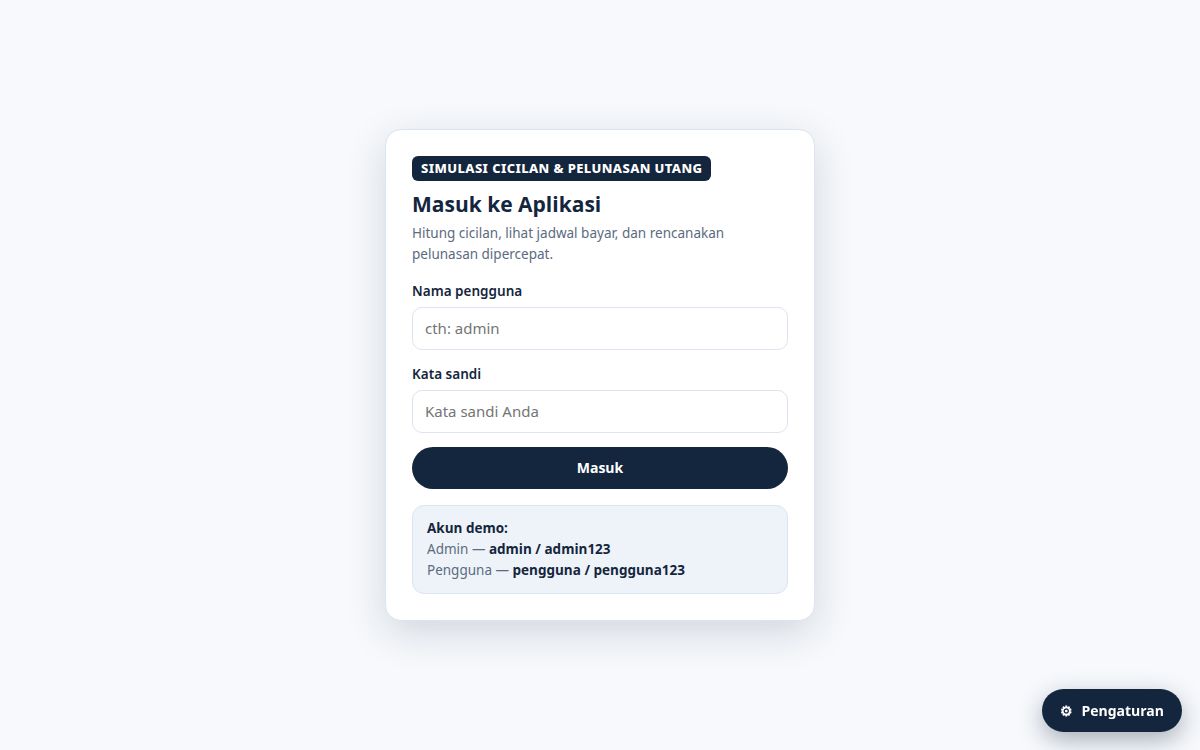 SIMULASI CICILAN & PELUNASAN UTANG
Masuk ke Aplikasi
Hitung cicilan, lihat jadwal bayar, dan rencanakan
pelunasan dipercepat.
Nama pengguna
cth: admin
Kata sandi
Kata sandi Anda
Masuk
Akun demo:
Admin — admin / admin123
Pengguna — pengguna / pengguna123
⚙ Pengaturan